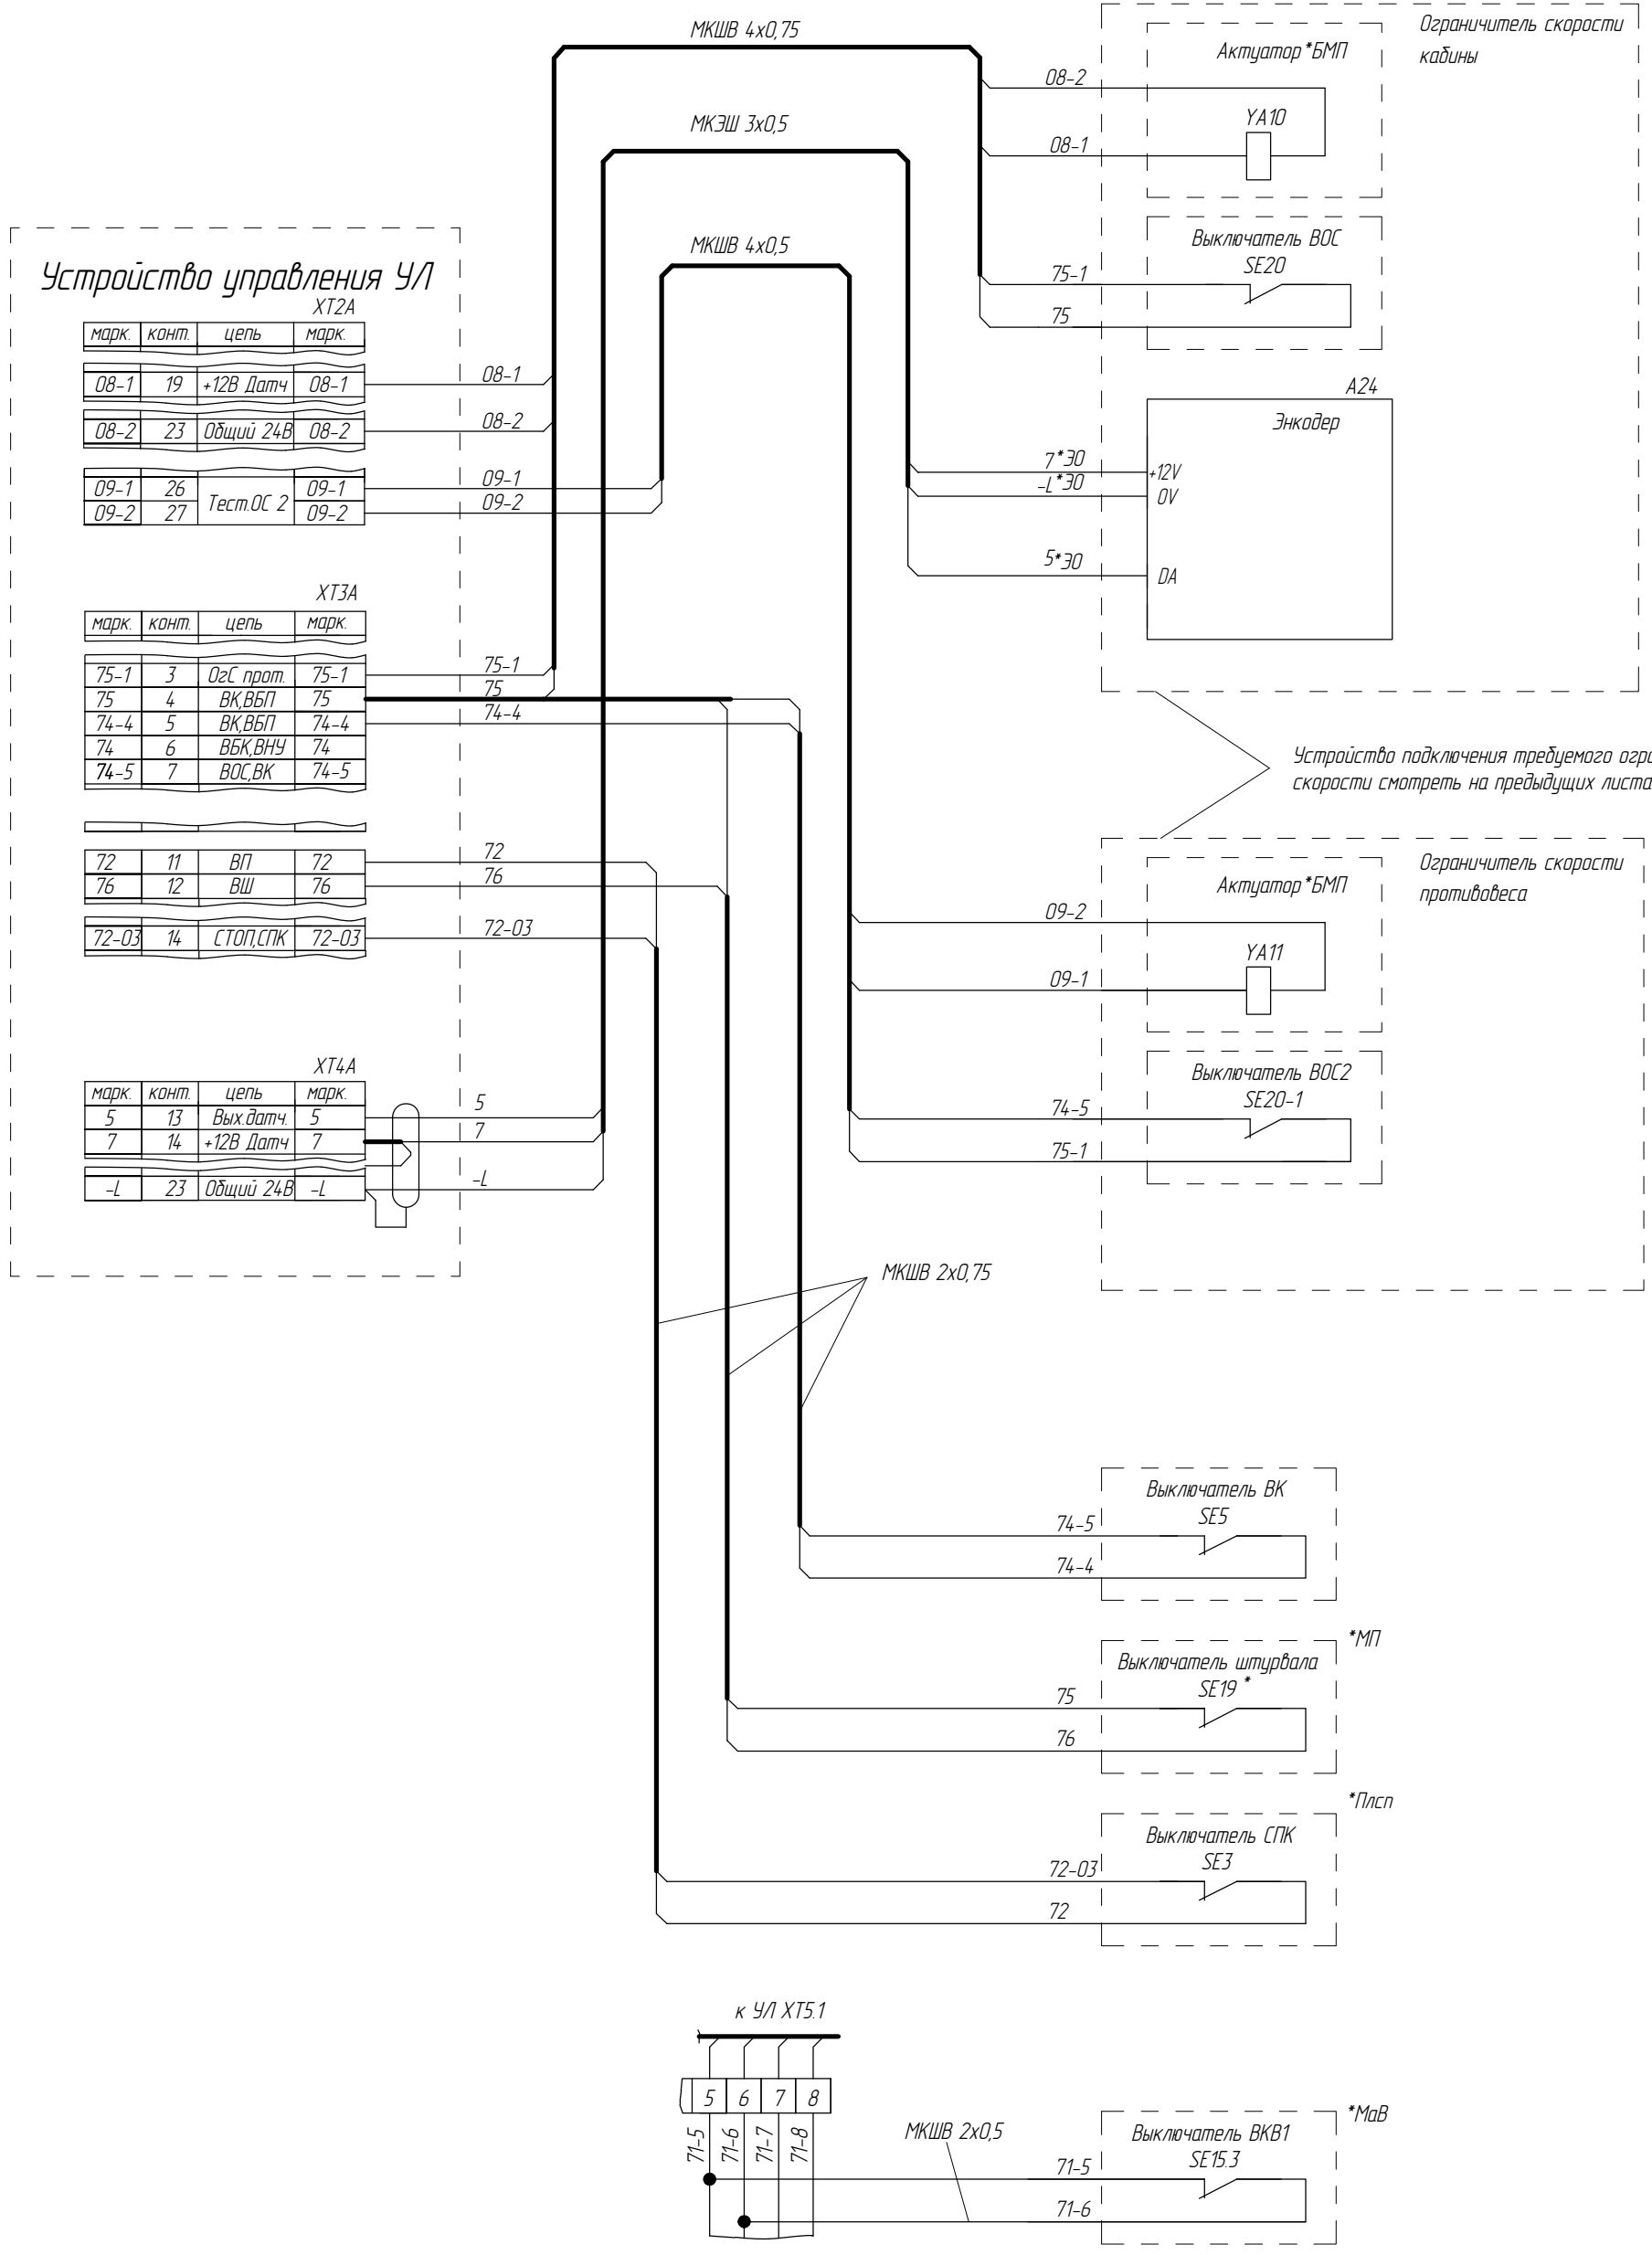 МКШВ 4х0,75
Ограничитель скорости
кабины
Актуатор*БМП
08-2
YA10
08-1
МКЭШ 3х0,5
Выключатель ВОС
SE20
75-1
75
МКШВ 4х0,5
A24
Энкодер
7*ЭО
+12V
-L*ЭО
0V
5*ЭО
DA
Устройство управления УЛ
XT2A
марк. конт. цепь марк.
08-1 19 +12В Датч 08-1
08-1
08-2 23 Общий 24В 08-2
08-2
09-1 26 Тест.ОС 2 09-1
09-1
09-2 27 09-2
09-2
XT3A
марк. конт. цепь марк.
75-1 3 ОгС прот. 75-1
75-1
75 4 ВК,ВБП 75
75
74-4 5 ВК,ВБП 74-4
74-4
74 6 ВБК,ВНУ 74
74-5 7 ВОС,ВК 74-5
72 11 ВП 72
72
76 12 ВШ 76
76
72-03 14 СТОП,СПК 72-03
72-03
XT4A
марк. конт. цепь марк.
5 13 Вых.датч. 5
5
7 14 +12В Датч 7
7
-L 23 Общий 24В -L
-L
Устройство подключения требуемого
скорости смотреть на предыдущих
Ограничитель скорости
противовеса
Актуатор*БМП
09-2
YA11
09-1
Выключатель ВОС2
SE20-1
74-5
75-1
МКШВ 2х0,75
Выключатель ВК
SE5
74-5
74-4
*МП
Выключатель штурвала
SE19 *
75
76
*Плсп
Выключатель СПК
SE3
72-03
72
к УЛ XT5.1
5 6 7 8
71-5 71-6 71-7 71-8
МКШВ 2х0,5
*МаВ
Выключатель ВКВ1
SE15.3
71-5
71-6